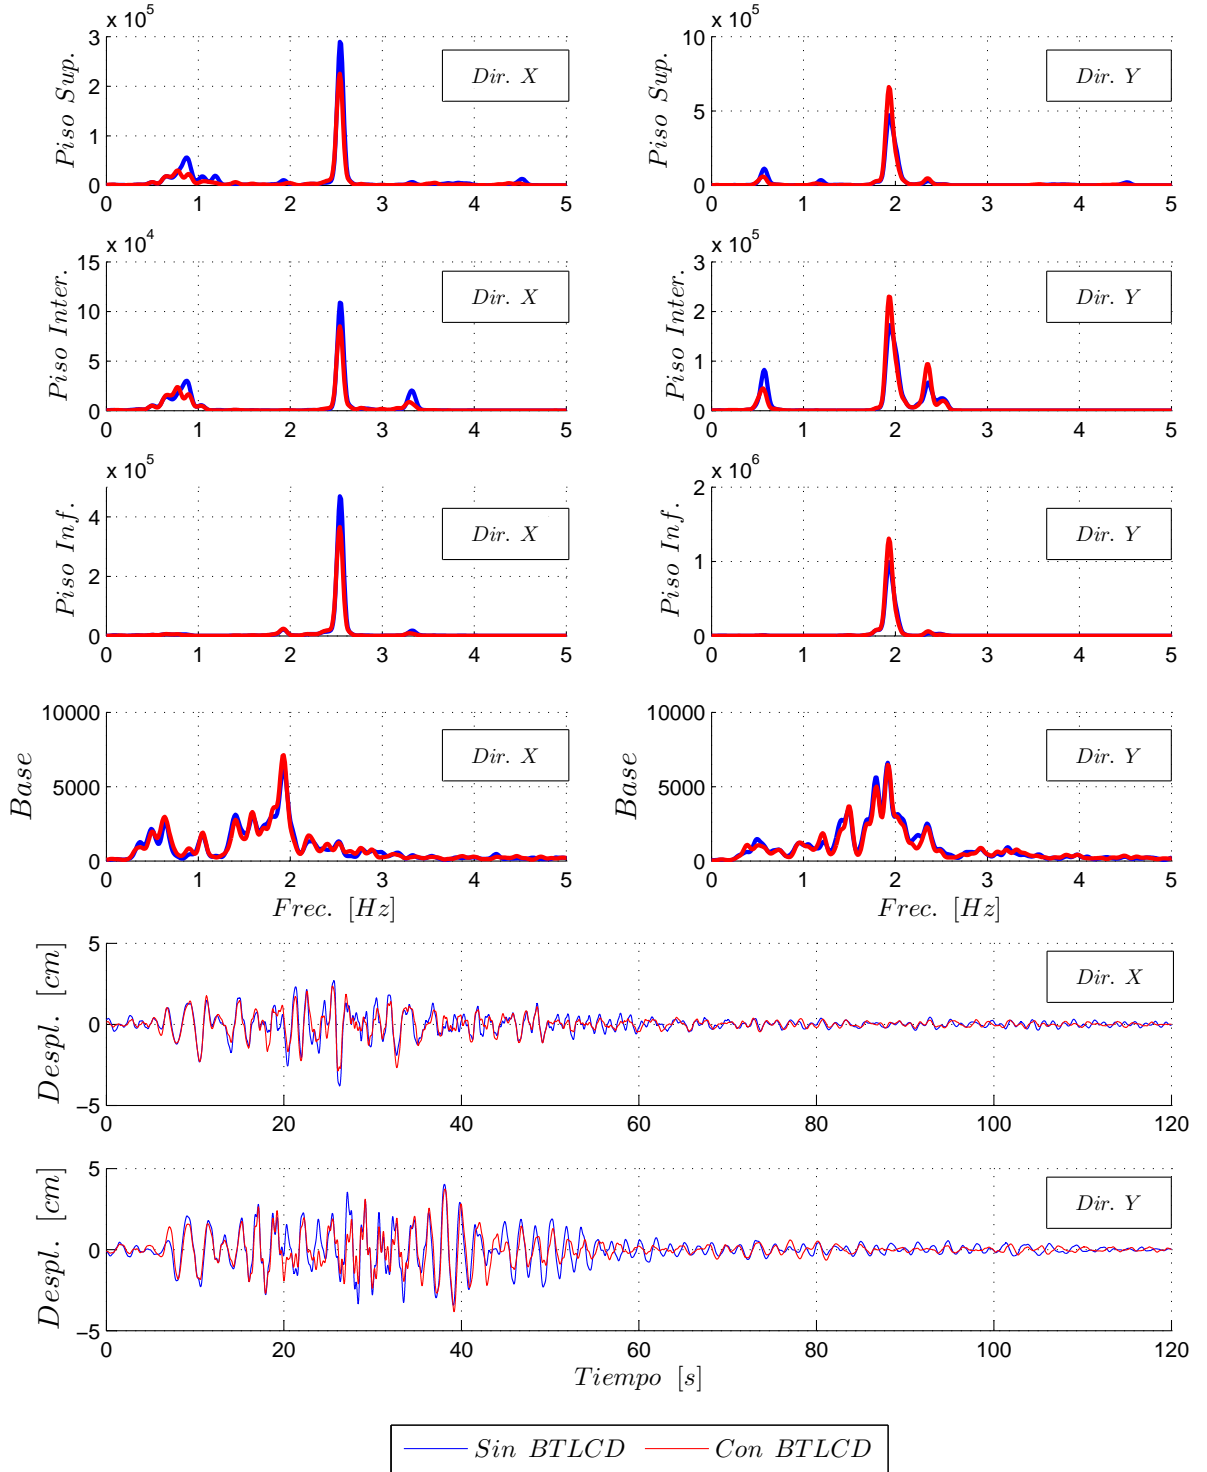 x 10^5
x 10^5
Piso Sup.
3
2
1
0
Dir. X
0 1 2 3 4 5
Piso Sup.
10
5
0
Dir. Y
0 1 2 3 4 5
x 10^4
x 10^5
Piso Inter.
15
10
5
0
Dir. X
0 1 2 3 4 5
Piso Inter.
3
2
1
0
Dir. Y
0 1 2 3 4 5
x 10^5
x 10^6
Piso Inf.
4
2
0
Dir. X
0 1 2 3 4 5
Piso Inf.
2
1
0
Dir. Y
0 1 2 3 4 5
Base
10000
5000
0
Dir. X
0 1 2 3 4 5
Frec. [Hz]
Base
10000
5000
0
Dir. Y
0 1 2 3 4 5
Frec. [Hz]
Despl. [cm]
5
0
−5
Dir. X
0 20 40 60 80 100 120
Despl. [cm]
5
0
−5
Dir. Y
0 20 40 60 80 100 120
Tiempo [s]
Sin BTLCD Con BTLCD